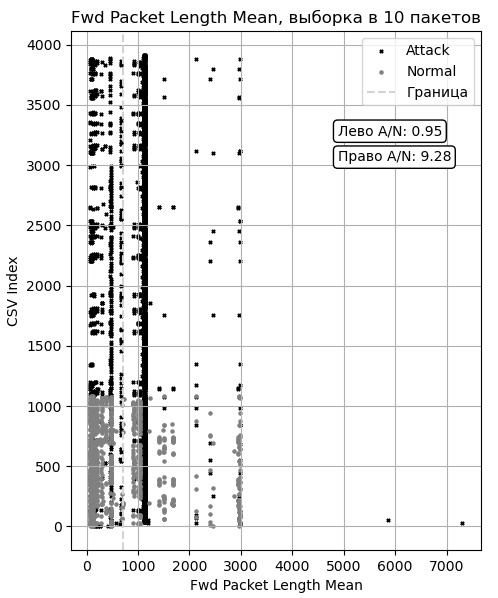 Fwd Packet Length Mean, выборка в 10 пакетов
Attack
Normal
Граница
Лево A/N: 0.95
Право A/N: 9.28
4000
3500
3000
2500
2000
1500
1000
500
0
CSV Index
0 1000 2000 3000 4000 5000 6000 7000
Fwd Packet Length Mean